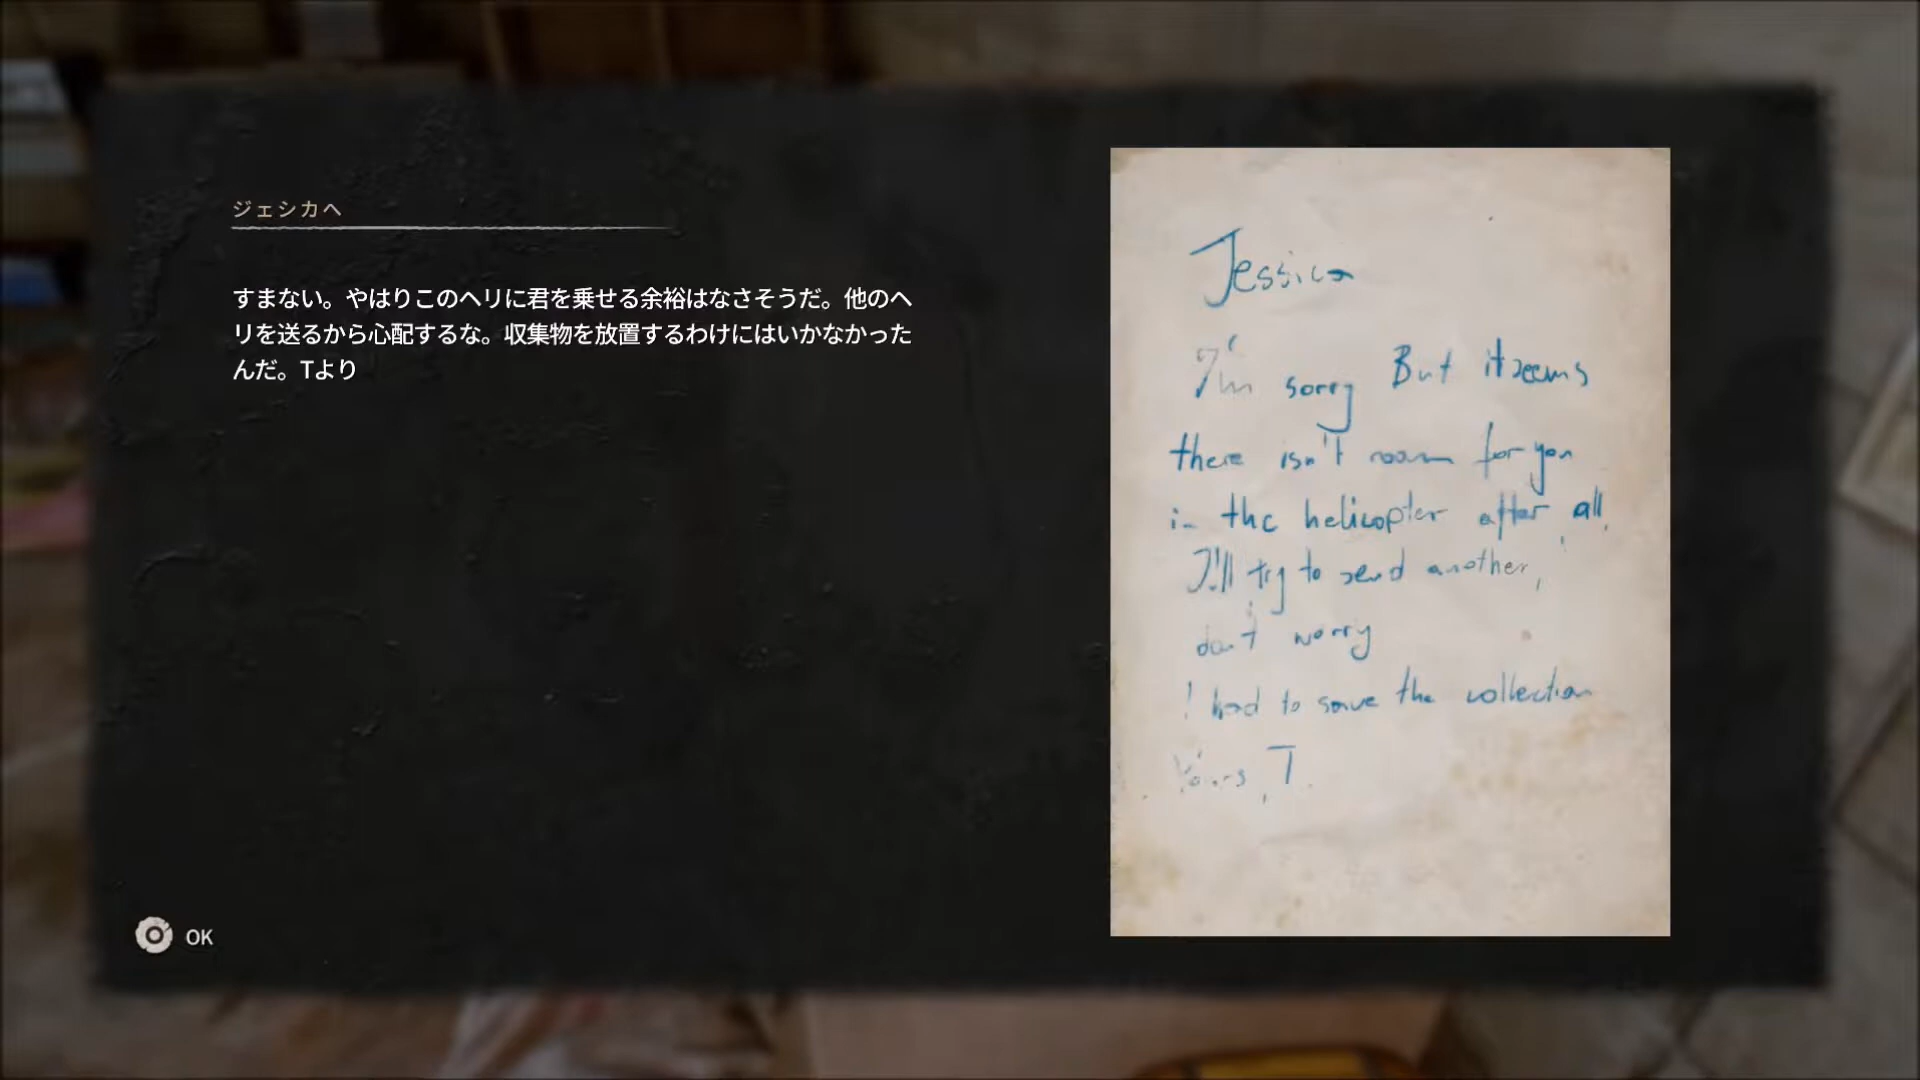 ジェシカへ
すまない。やはりこのヘリに君を乗せる余裕はなさそうだ。他のヘ
リを送るから心配するな。収集物を放置するわけにはいかなかった
んだ。Tより
OK
Jessica
I'm sorry But it seems
there isn't room for you
in the helicopter after all,
I'll try to send another,
don't worry
I had to save the collection
Yours, T.